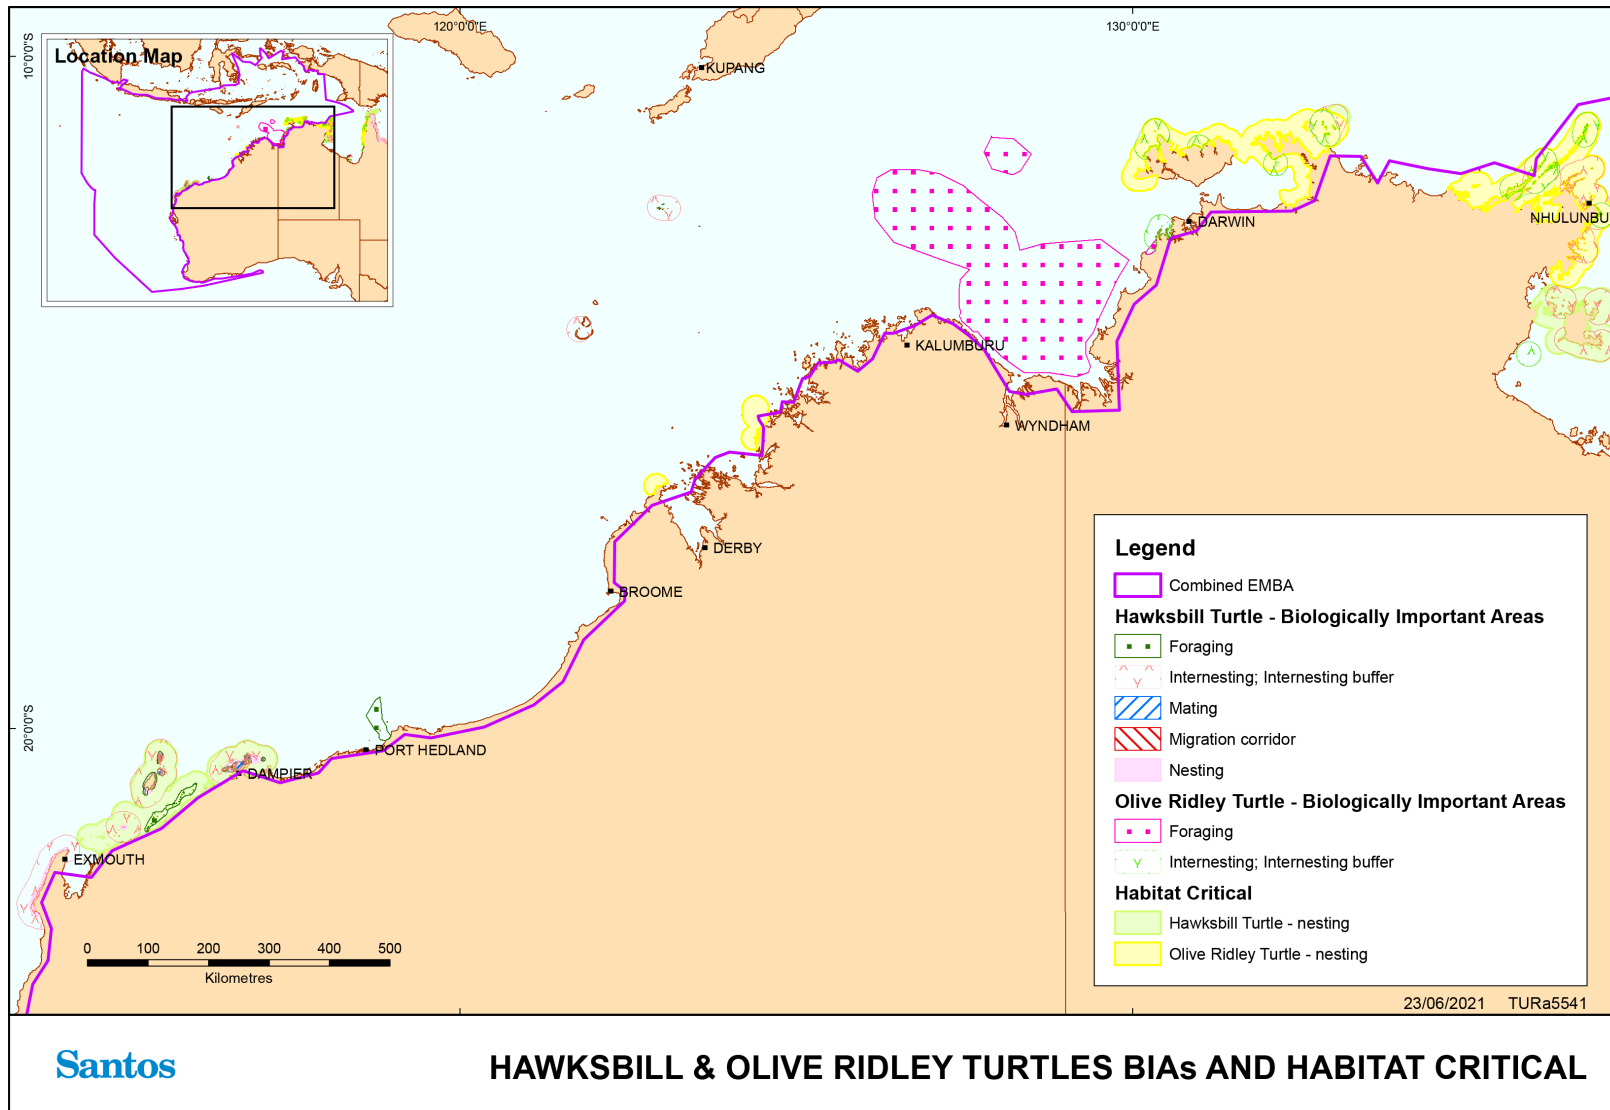 120°0'0"E
130°0'0"E
10°0'0"S
Location Map
KUPANG
DARWIN
NHULUNBU
KALUMBURU
WYNDHAM
DERBY
BROOME
20°0'0"S
PORT HEDLAND
DAMPIER
EXMOUTH
0 100 200 300 400 500
Kilometres
Legend
Combined EMBA
Hawksbill Turtle - Biologically Important Areas
Foraging
Internesting; Internesting buffer
Mating
Migration corridor
Nesting
Olive Ridley Turtle - Biologically Important Areas
Foraging
Internesting; Internesting buffer
Habitat Critical
Hawksbill Turtle - nesting
Olive Ridley Turtle - nesting
23/06/2021 TURa5541
Santos
HAWKSBILL & OLIVE RIDLEY TURTLES BIAs AND HABITAT CRITICAL